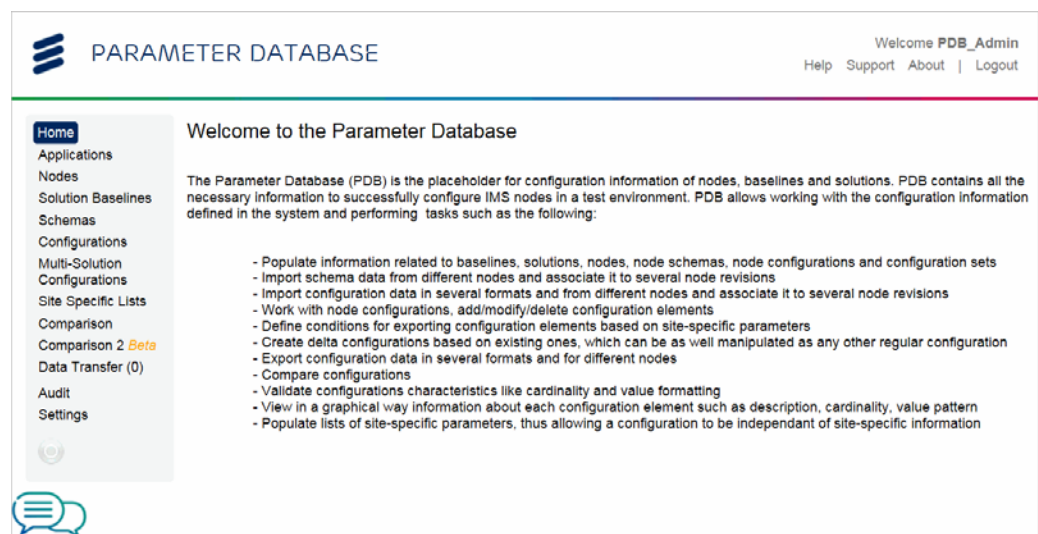 PARAMETER DATABASE
Welcome PDB_Admin
Help Support About | Logout
Home
Applications
Nodes
Solution Baselines
Schemas
Configurations
Multi-Solution
Configurations
Site Specific Lists
Comparison
Comparison 2 Beta
Data Transfer (0)
Audit
Settings
Welcome to the Parameter Database
The Parameter Database (PDB) is the placeholder for configuration information of nodes, baselines and solutions. PDB contains all the
necessary information to successfully configure IMS nodes in a test environment. PDB allows working with the configuration information
defined in the system and performing tasks such as the following:
- Populate information related to baselines, solutions, nodes, node schemas, node configurations and configuration sets
- Import schema data from different nodes and associate it to several node revisions
- Import configuration data in several formats and from different nodes and associate it to several node revisions
- Work with node configurations, add/modify/delete configuration elements
- Define conditions for exporting configuration elements based on site-specific parameters
- Create delta configurations based on existing ones, which can be as well manipulated as any other regular configuration
- Export configuration data in several formats and for different nodes
- Compare configurations
- Validate configurations characteristics like cardinality and value formatting
- View in a graphical way information about each configuration element such as description, cardinality, value pattern
- Populate lists of site-specific parameters, thus allowing a configuration to be independant of site-specific information